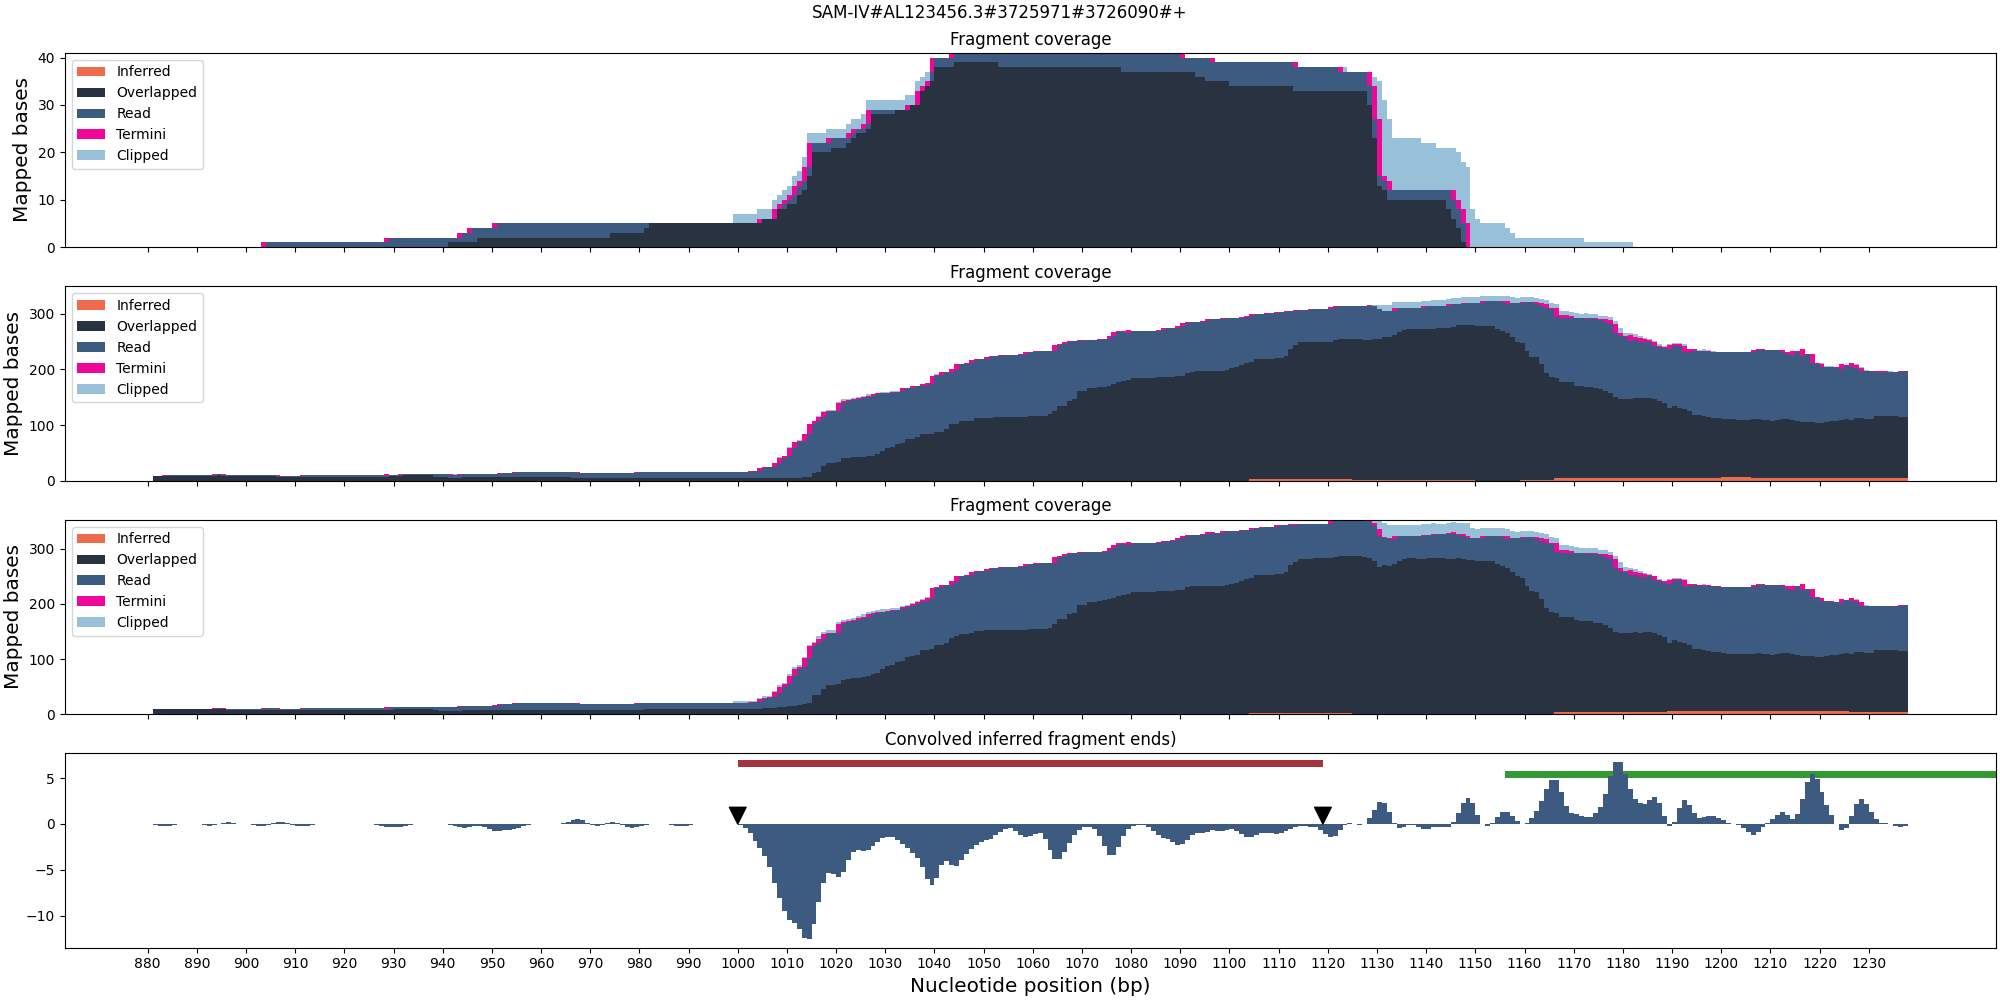 SAM-IV#AL123456.3#3725971#3726090#+
Fragment coverage
Mapped bases
40
30
20
10
0
Inferred
Overlapped
Read
Termini
Clipped
Fragment coverage
Mapped bases
300
200
100
0
Inferred
Overlapped
Read
Termini
Clipped
Fragment coverage
Mapped bases
300
200
100
0
Inferred
Overlapped
Read
Termini
Clipped
Convolved inferred fragment ends)
5
0
−5
−10
880 890 900 910 920 930 940 950 960 970 980 990 1000 1010 1020 1030 1040 1050 1060 1070 1080 1090 1100 1110 1120 1130 1140 1150 1160 1170 1180 1190 1200 1210 1220 1230
Nucleotide position (bp)